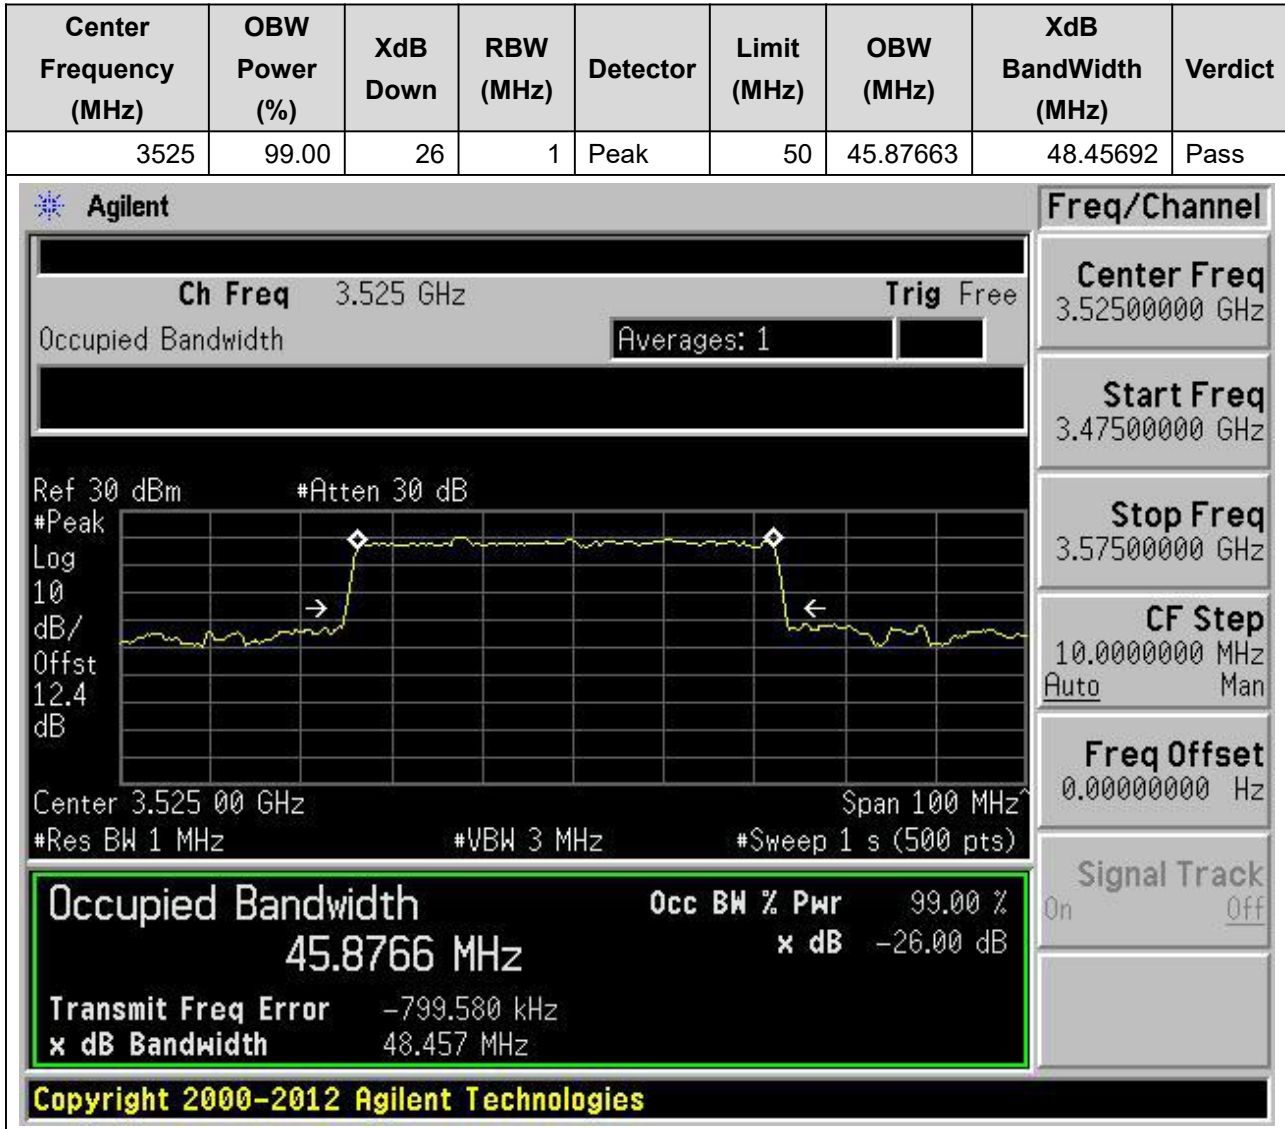 Center Frequency (MHz) OBW Power (%) XdB Down RBW (MHz) Detector Limit (MHz) OBW (MHz) XdB BandWidth (MHz) Verdict
3525 99.00 26 1 Peak 50 45.87663 48.45692 Pass
Agilent
Ch Freq 3.525 GHz Trig Free
Occupied Bandwidth Averages: 1
Ref 30 dBm #Atten 30 dB
#Peak
Log
10
dB/
Offst
12.4
dB
Center 3.525 00 GHz Span 100 MHz^
#Res BW 1 MHz #VBW 3 MHz #Sweep 1 s (500 pts)
Occupied Bandwidth Occ BW % Pwr 99.00 %
45.8766 MHz x dB -26.00 dB
Transmit Freq Error -799.580 kHz
x dB Bandwidth 48.457 MHz
Copyright 2000-2012 Agilent Technologies
Freq/Channel
Center Freq
3.52500000 GHz
Start Freq
3.47500000 GHz
Stop Freq
3.57500000 GHz
CF Step
10.0000000 MHz
Auto Man
Freq Offset
0.00000000 Hz
Signal Track
On Off